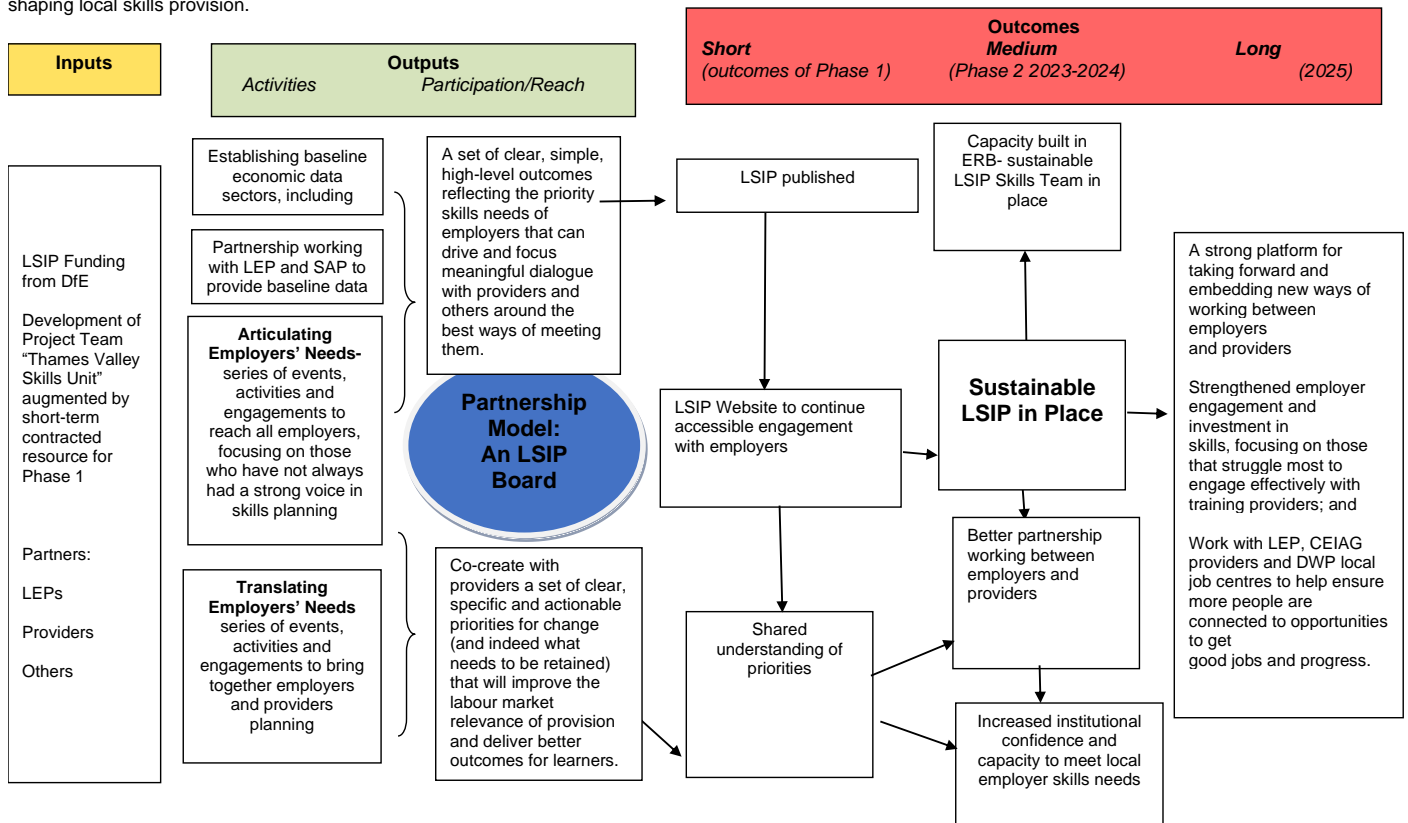 shaping local skills provision.
Inputs
Outputs
Activities Participation/Reach
Outcomes
Short Medium Long
(outcomes of Phase 1) (Phase 2 2023-2024) (2025)
LSIP Funding
from DfE
Development of
Project Team
“Thames Valley
Skills Unit”
augmented by
short-term
contracted
resource for
Phase 1
Partners:
LEPs
Providers
Others
Establishing baseline
economic data
sectors, including
Partnership working
with LEP and SAP to
provide baseline data
Articulating
Employers’ Needs-
series of events,
activities and
engagements to
reach all employers,
focusing on those
who have not always
had a strong voice in
skills planning
Translating
Employers’ Needs
series of events,
activities and
engagements to bring
together employers
and providers
planning
A set of clear, simple,
high-level outcomes
reflecting the priority
skills needs of
employers that can
drive and focus
meaningful dialogue
with providers and
others around the
best ways of meeting
them.
Partnership
Model:
An LSIP
Board
Co-create with
providers a set of clear,
specific and actionable
priorities for change
(and indeed what
needs to be retained)
that will improve the
labour market
relevance of provision
and deliver better
outcomes for learners.
LSIP published
LSIP Website to continue
accessible engagement
with employers
Shared
understanding of
priorities
Capacity built in
ERB- sustainable
LSIP Skills Team in
place
Sustainable
LSIP in Place
Better partnership
working between
employers and
providers
Increased institutional
confidence and
capacity to meet local
employer skills needs
A strong platform for
taking forward and
embedding new ways of
working between
employers
and providers
Strengthened employer
engagement and
investment in
skills, focusing on those
that struggle most to
engage effectively with
training providers; and
Work with LEP, CEIAG
providers and DWP local
job centres to help ensure
more people are
connected to opportunities
to get
good jobs and progress.